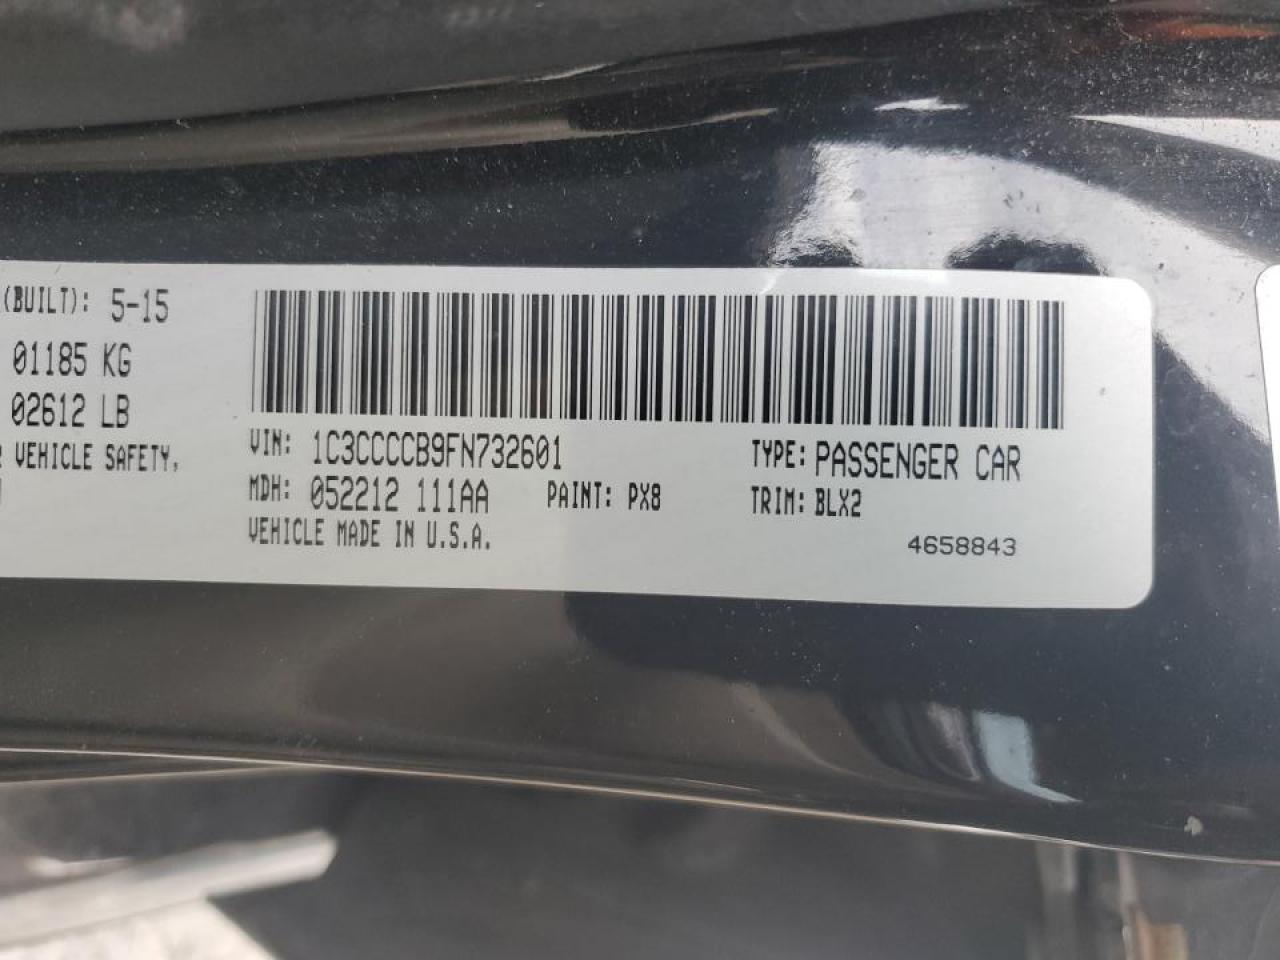 (BUILT): 5-15
01185 KG
02612 LB
VEHICLE SAFETY,
VIN: 1C3CCCCB9FN732601 TYPE: PASSENGER CAR
MDH: 052212 111AA PAINT: PX8 TRIM: BLX2
VEHICLE MADE IN U.S.A.
4658843